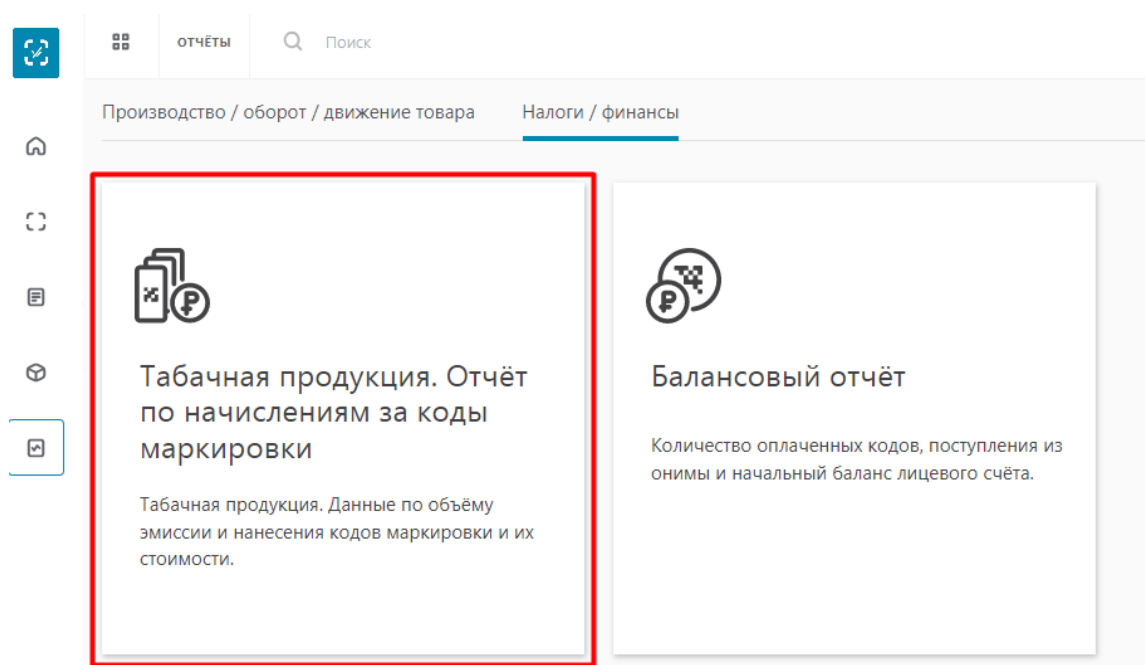 ОТЧЁТЫ
Поиск
Производство / оборот / движение товара
Налоги / финансы
Табачная продукция. Отчёт
по начислениям за коды
маркировки
Табачная продукция. Данные по объёму
эмиссии и нанесения кодов маркировки и их
стоимости.
Балансовый отчёт
Количество оплаченных кодов, поступления из
онимы и начальный баланс лицевого счёта.